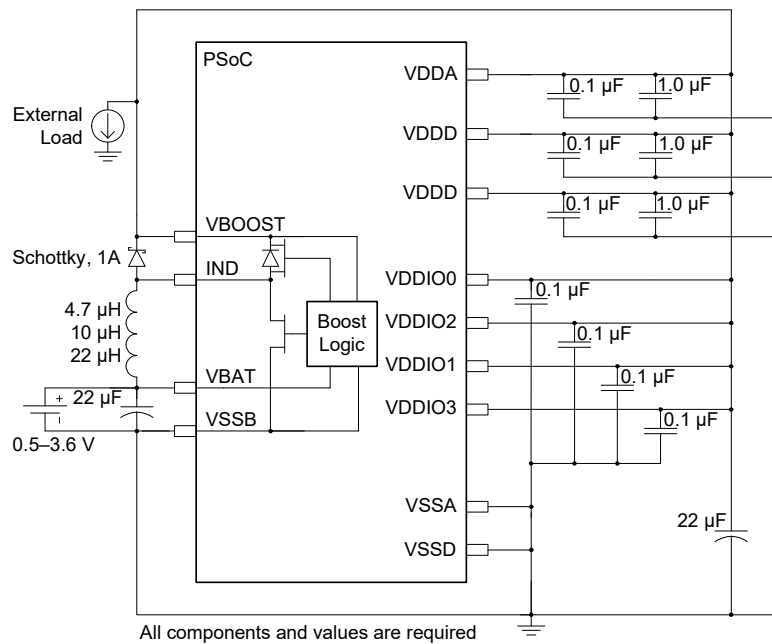 PSoC
VDDA
0.1 µF
1.0 µF
External
Load
VDDD
0.1 µF
1.0 µF
VDDD
0.1 µF
1.0 µF
VBOOST
Schottky, 1A
IND
VDDIO0
0.1 µF
4.7 µH
10 µH
22 µH
Boost
Logic
VDDIO2
0.1 µF
VDDIO1
0.1 µF
VBAT
22 µF
VDDIO3
0.1 µF
+
VSSB
0.5–3.6 V
VSSA
22 µF
VSSD
All components and values are required